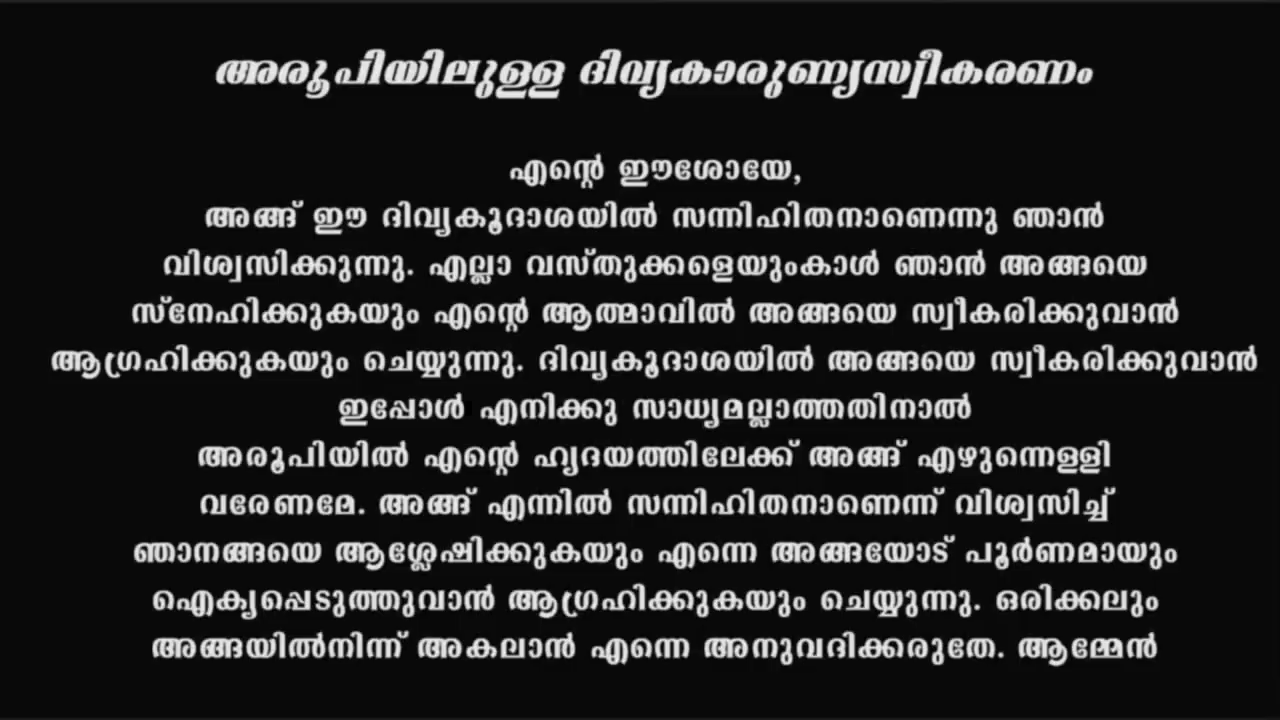 അരൂപിയിലുള്ള ദിവ്യകാരുണ്യസ്വീകരണം
എന്റെ ഈശോയേ,
അങ്ങ് ഈ ദിവ്യകൂദാശയിൽ സന്നിഹിതനാണെന്നു ഞാൻ
വിശ്വസിക്കുന്നു. എല്ലാ വസ്തുക്കളെയുംകാൾ ഞാൻ അങ്ങയെ
സ്നേഹിക്കുകയും എന്റെ ആത്മാവിൽ അങ്ങയെ സ്വീകരിക്കുവാൻ
ആഗ്രഹിക്കുകയും ചെയ്യുന്നു. ദിവ്യകൂദാശയിൽ അങ്ങയെ സ്വീകരിക്കുവാൻ
ഇപ്പോൾ എനിക്കു സാധ്യമല്ലാത്തതിനാൽ
അരൂപിയിൽ എന്റെ ഹൃദയത്തിലേക്ക് അങ്ങ് എഴുന്നെള്ളി
വരേണമേ. അങ്ങ് എന്നിൽ സന്നിഹിതനാണെന്ന് വിശ്വസിച്ച്
ഞാനങ്ങയെ ആശ്ലേഷിക്കുകയും എന്നെ അങ്ങയോട് പൂർണമായും
ഐക്യപ്പെടുത്തുവാൻ ആഗ്രഹിക്കുകയും ചെയ്യുന്നു. ഒരിക്കലും
അങ്ങയിൽനിന്ന് അകലാൻ എന്നെ അനുവദിക്കരുതേ. ആമ്മേൻ